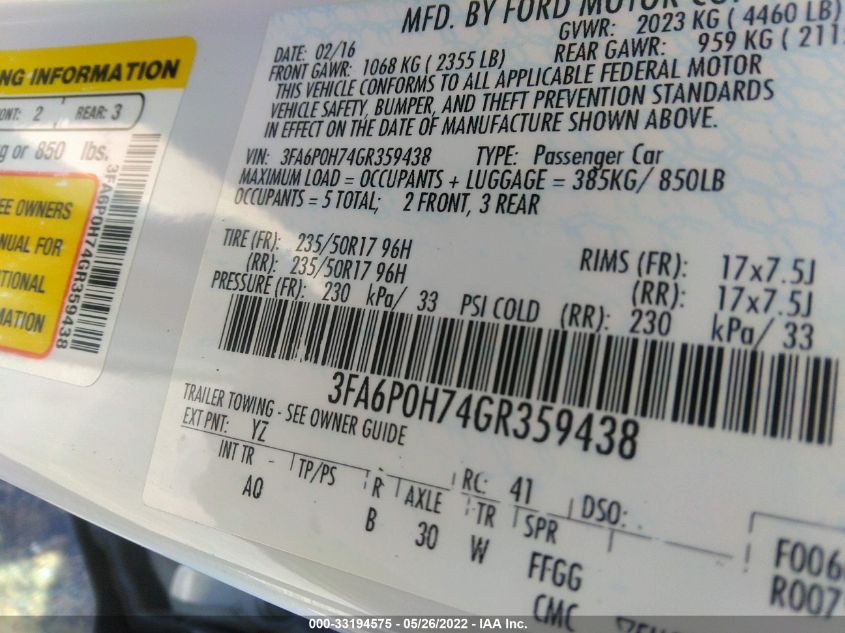 MFD. BY FORD MOTOR
GVWR: 2023 KG ( 4460 LB)
DATE: 02/16
FRONT GAWR: 1068 KG ( 2355 LB)
REAR GAWR: 959 KG (
THIS VEHICLE CONFORMS TO ALL APPLICABLE FEDERAL MOTOR
VEHICLE SAFETY, BUMPER, AND THEFT PREVENTION STANDARDS
IN EFFECT ON THE DATE OF MANUFACTURE SHOWN ABOVE.
VIN: 3FA6P0H74GR359438 TYPE: Passenger Car
MAXIMUM LOAD = OCCUPANTS + LUGGAGE = 385KG/ 850LB
OCCUPANTS = 5 TOTAL; 2 FRONT, 3 REAR
TIRE (FR): 235/50R17 96H RIMS (FR): 17x7.5J
(RR): 235/50R17 96H (RR): 17x7.5J
PRESSURE (FR): 230 kPa/ 33 PSI COLD (RR): 230 kPa/ 33
3FA6P0H74GR359438
TRAILER TOWING - SEE OWNER GUIDE
EXT PNT: YZ RC: 41 DSO:
INT TR TP/PS R AXLE TR SPR
AQ B 30 W FFGG
F006
R007
CMC
INFORMATION
2 REAR: 3
or 850 lbs.
3FA6P0H74GR359438
OWNERS
FOR
000-33194575 - 05/26/2022 - IAA Inc.